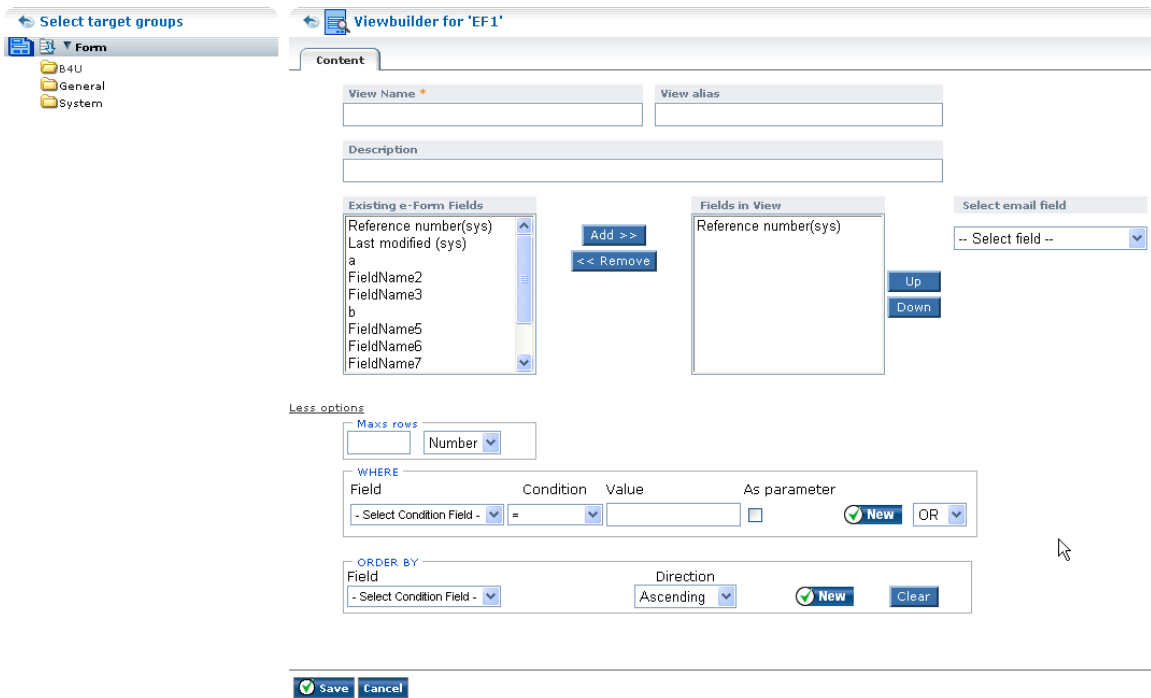 Select target groups
Form
B4U
General
System
Viewbuilder for 'EF1'
Content
View Name *
View alias
Description
Existing e-Form Fields
Reference number(sys)
Last modified (sys)
a
FieldName2
FieldName3
b
FieldName5
FieldName6
FieldName7
Add >>
<< Remove
Fields in View
Reference number(sys)
Up
Down
Select email field
-- Select field --
Less options
Maxs rows
Number
WHERE
Field Condition Value As parameter
- Select Condition Field - = New OR
ORDER BY
Field Direction
- Select Condition Field - Ascending New Clear
Save Cancel